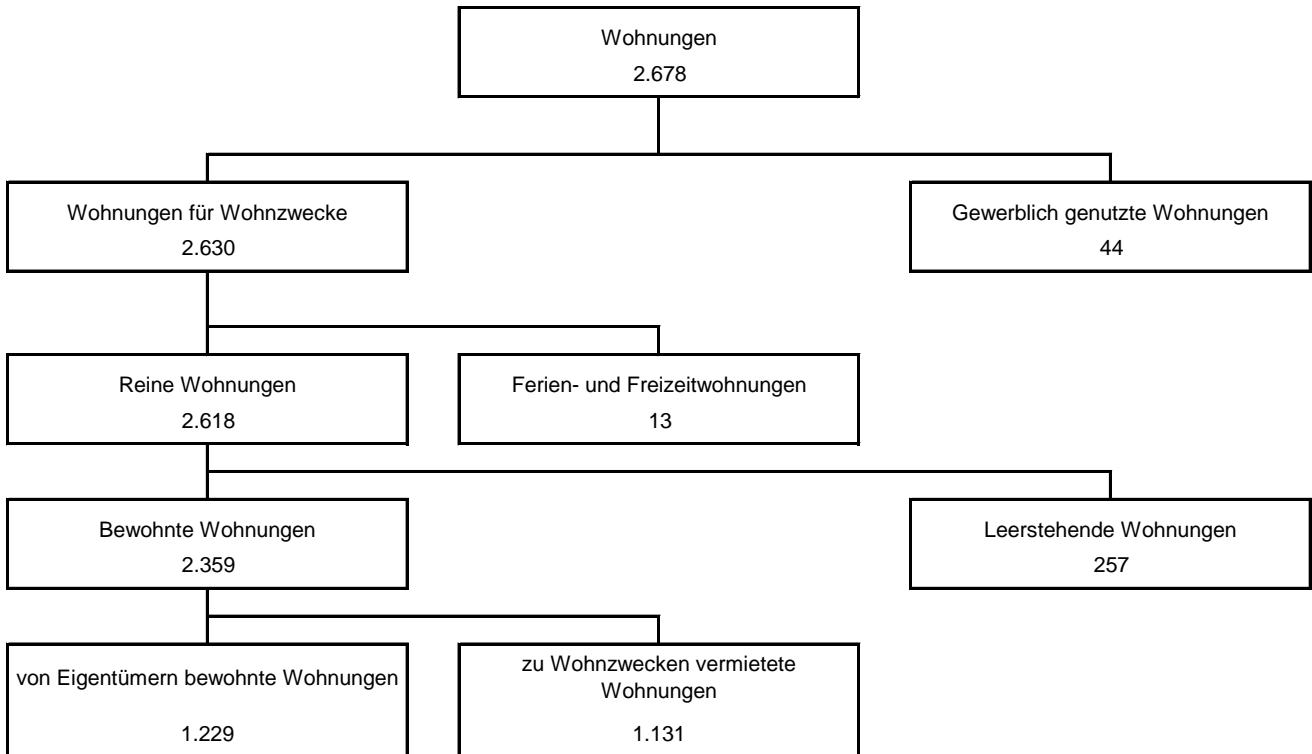 Wohnungen
2.678
Wohnungen für Wohnzwecke
2.630
Gewerblich genutzte Wohnungen
44
Reine Wohnungen
2.618
Ferien- und Freizeitwohnungen
13
Bewohnte Wohnungen
2.359
Leerstehende Wohnungen
257
von Eigentümern bewohnte Wohnungen
1.229
zu Wohnzwecken vermietete
Wohnungen
1.131